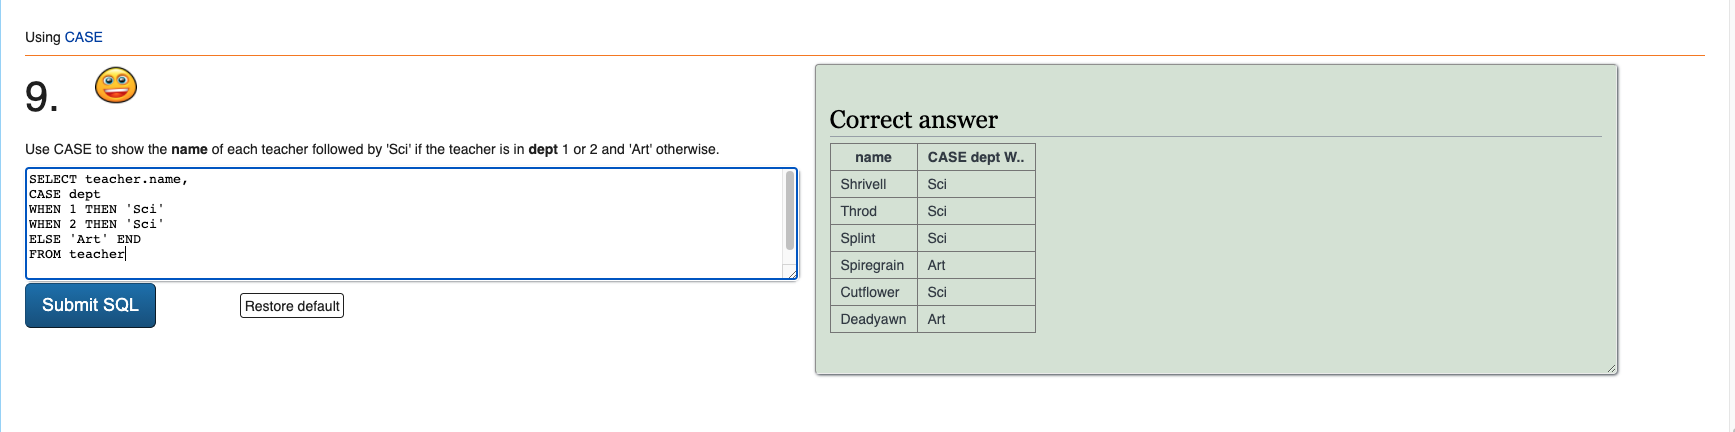 Using CASE
9.
Use CASE to show the name of each teacher followed by 'Sci' if the teacher is in dept 1 or 2 and 'Art' otherwise.
SELECT teacher.name,
CASE dept
WHEN 1 THEN 'Sci'
WHEN 2 THEN 'Sci'
ELSE 'Art' END
FROM teacher
Submit SQL
Restore default
Correct answer
name CASE dept W..
Shrivell Sci
Throd Sci
Splint Sci
Spiregrain Art
Cutflower Sci
Deadyawn Art